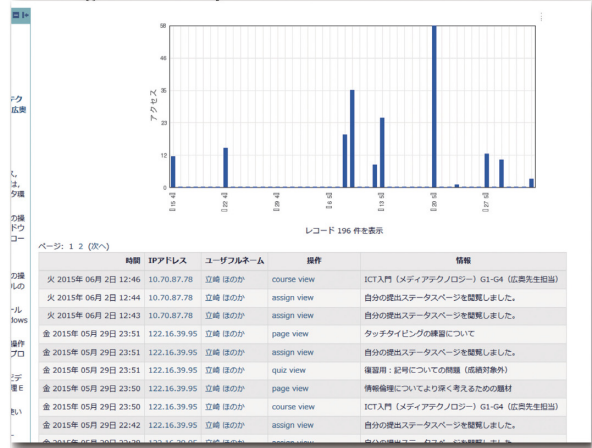 58
46
35
23
12
0
アクセス
15 4
22 4
29 4
6 5
13 5
20 5
27 5
レコード 196 件を表示
ページ: 1 2 (次へ)
時間 IPアドレス ユーザフルネーム 操作 情報
火 2015年 06月 2日 12:46 10.70.87.78 立崎 ほのか course view ICT入門（メディアテクノロジー）G1-G4（広奥先生担当）
火 2015年 06月 2日 12:44 10.70.87.78 立崎 ほのか assign view 自分の提出ステータスページを閲覧しました。
火 2015年 06月 2日 12:43 10.70.87.78 立崎 ほのか assign view 自分の提出ステータスページを閲覧しました。
金 2015年 05月 29日 23:51 122.16.39.95 立崎 ほのか page view タッチタイピングの練習について
金 2015年 05月 29日 23:51 122.16.39.95 立崎 ほのか assign view 自分の提出ステータスページを閲覧しました。
金 2015年 05月 29日 23:51 122.16.39.95 立崎 ほのか quiz view 復習用：記号についての問題（成績対象外）
金 2015年 05月 29日 23:50 122.16.39.95 立崎 ほのか page view 情報倫理についてより深く考えるための題材
金 2015年 05月 29日 23:50 122.16.39.95 立崎 ほのか course view ICT入門（メディアテクノロジー）G1-G4（広奥先生担当）
金 2015年 05月 29日 22:42 122.16.39.95 立崎 ほのか assign view 自分の提出ステータスページを閲覧しました。